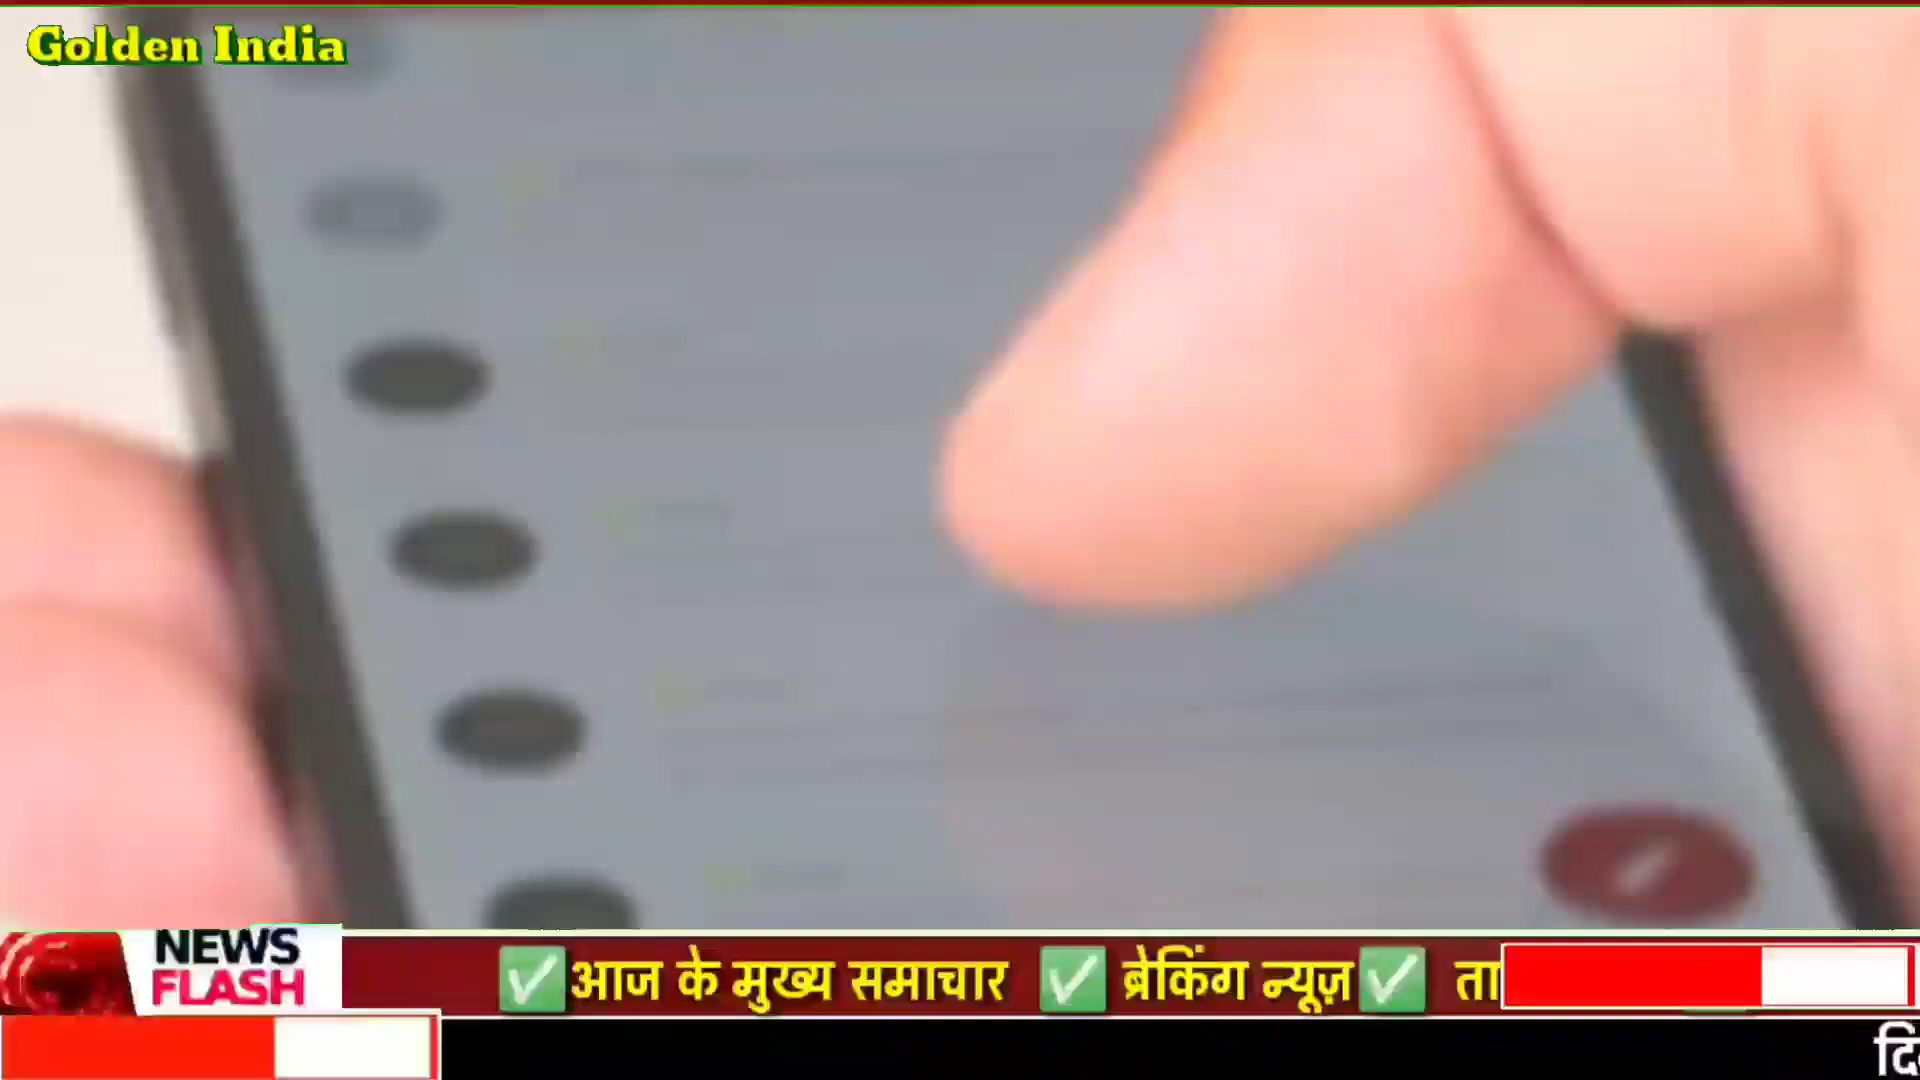 Golden India
NEWS
FLASH
✅आज के मुख्य समाचार ✅ ब्रेकिंग न्यूज़✅ ता